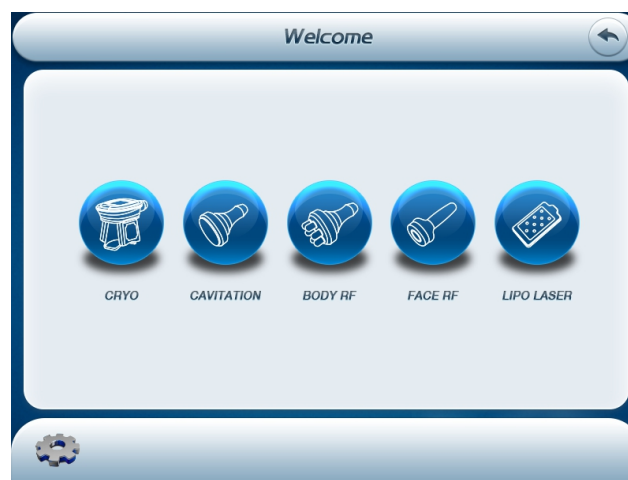 Welcome
CRYO
CAVITATION
BODY RF
FACE RF
LIPO LASER